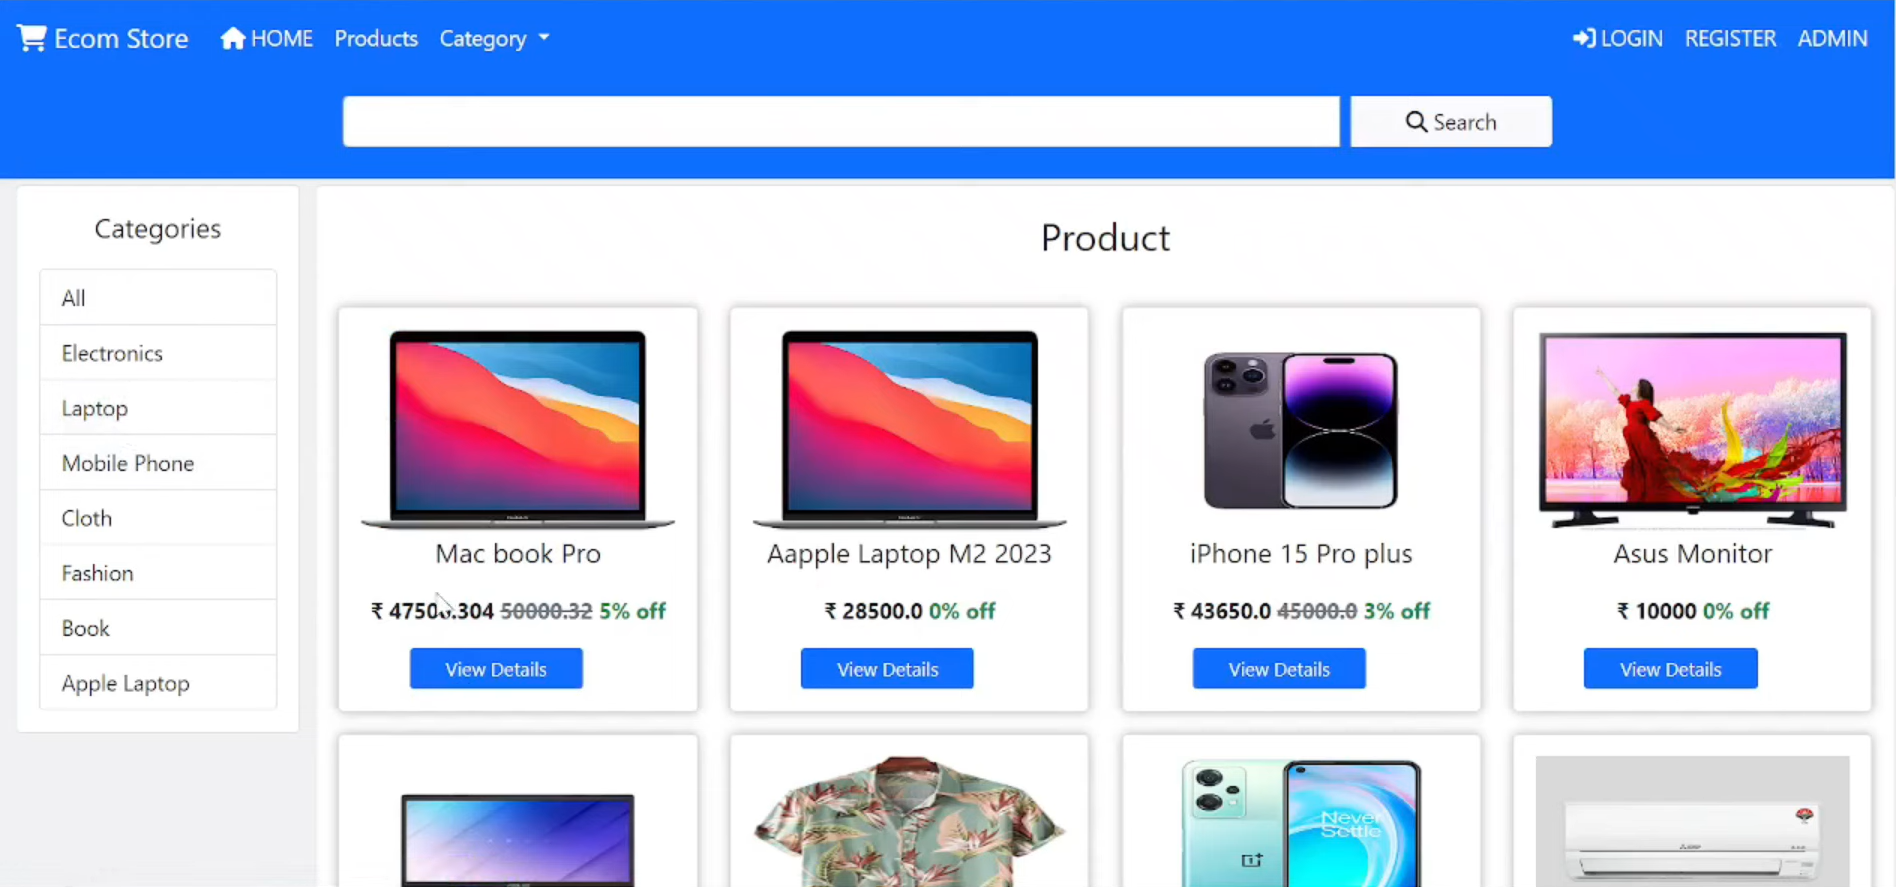 Ecom Store HOME Products Category LOGIN REGISTER ADMIN
Search
Categories
All
Electronics
Laptop
Mobile Phone
Cloth
Fashion
Book
Apple Laptop
Product
Mac book Pro
₹ 47500.304 50000.32 5% off
View Details
Aapple Laptop M2 2023
₹ 28500.0 0% off
View Details
iPhone 15 Pro plus
₹ 43650.0 45000.0 3% off
View Details
Asus Monitor
₹ 10000 0% off
View Details
Never
Settle